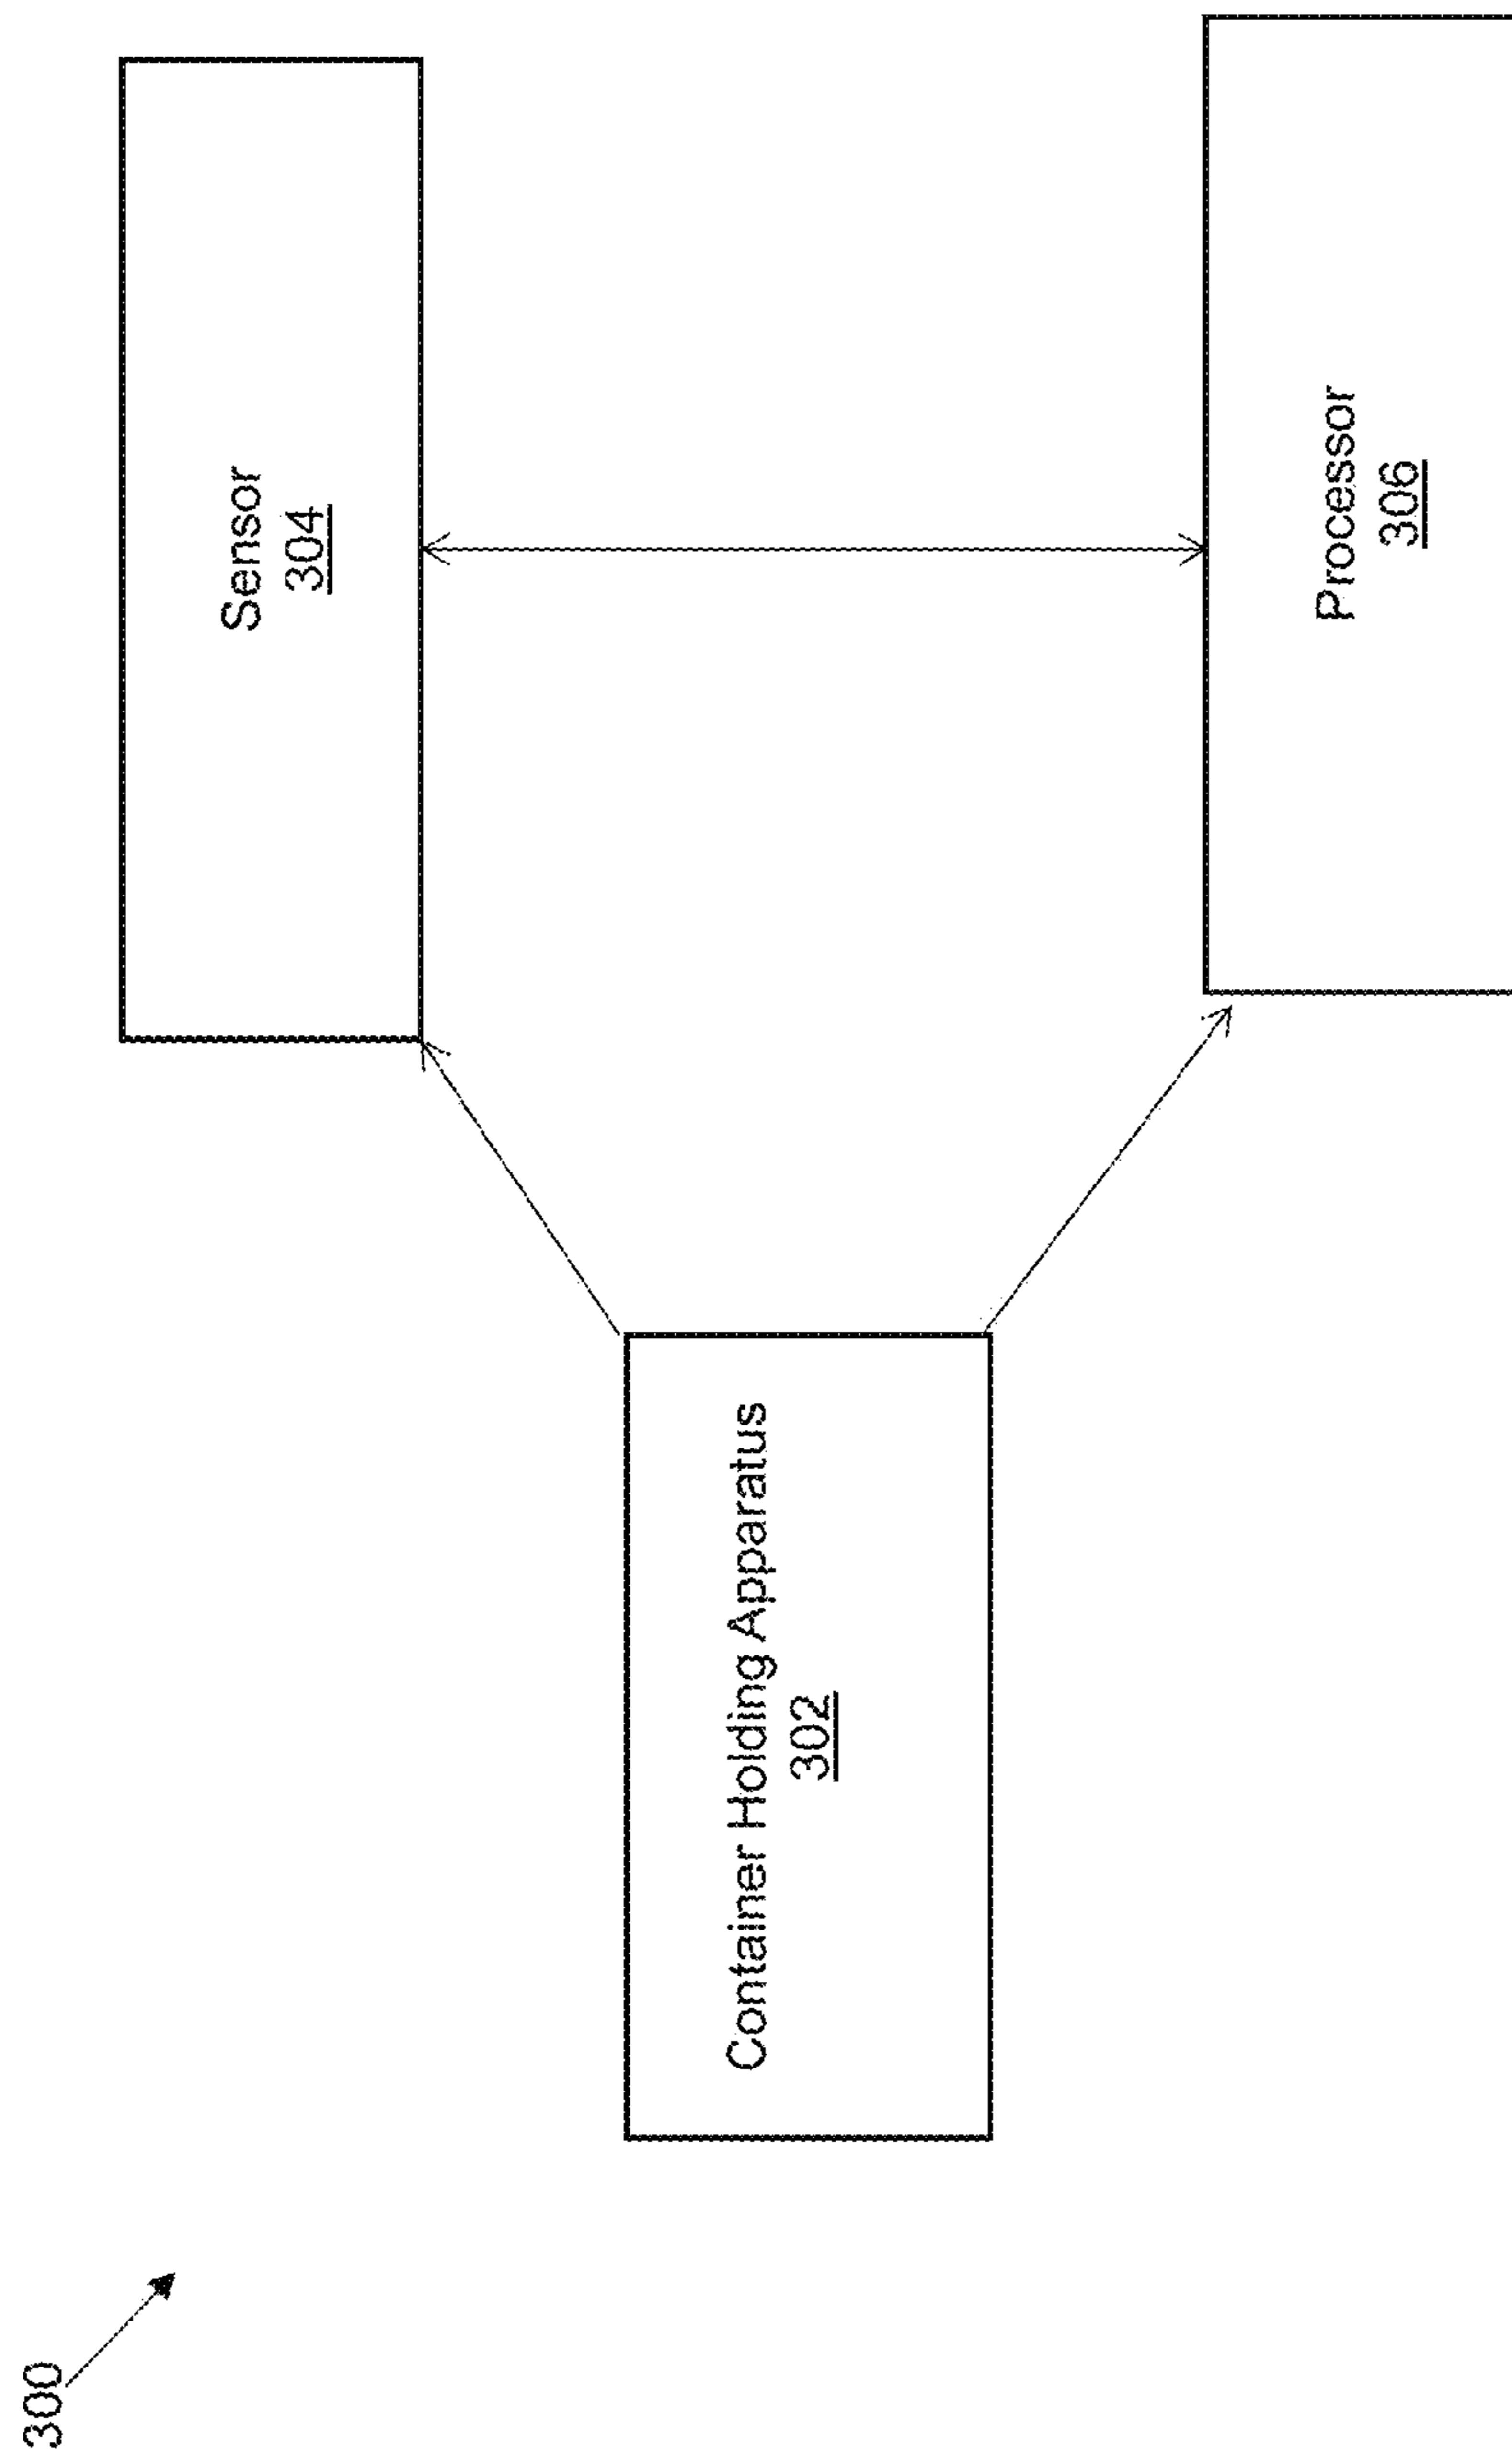 300
Sensor
304
Container Holding Apparatus
302
Processor
306